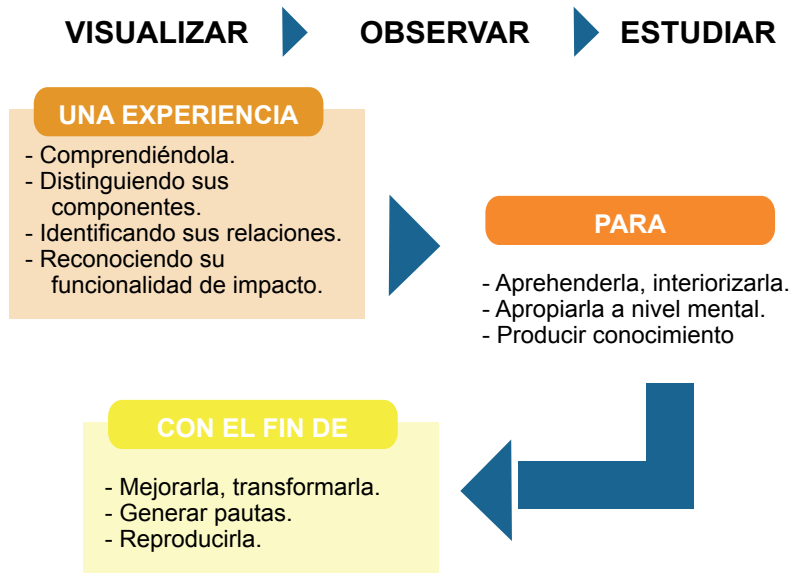 VISUALIZAR OBSERVAR ESTUDIAR
UNA EXPERIENCIA
- Comprendiéndola.
- Distinguiendo sus
componentes.
- Identificando sus relaciones.
- Reconociendo su
funcionalidad de impacto.
PARA
- Aprehenderla, interiorizarla.
- Apropiarla a nivel mental.
- Producir conocimiento
CON EL FIN DE
- Mejorarla, transformarla.
- Generar pautas.
- Reproducirla.